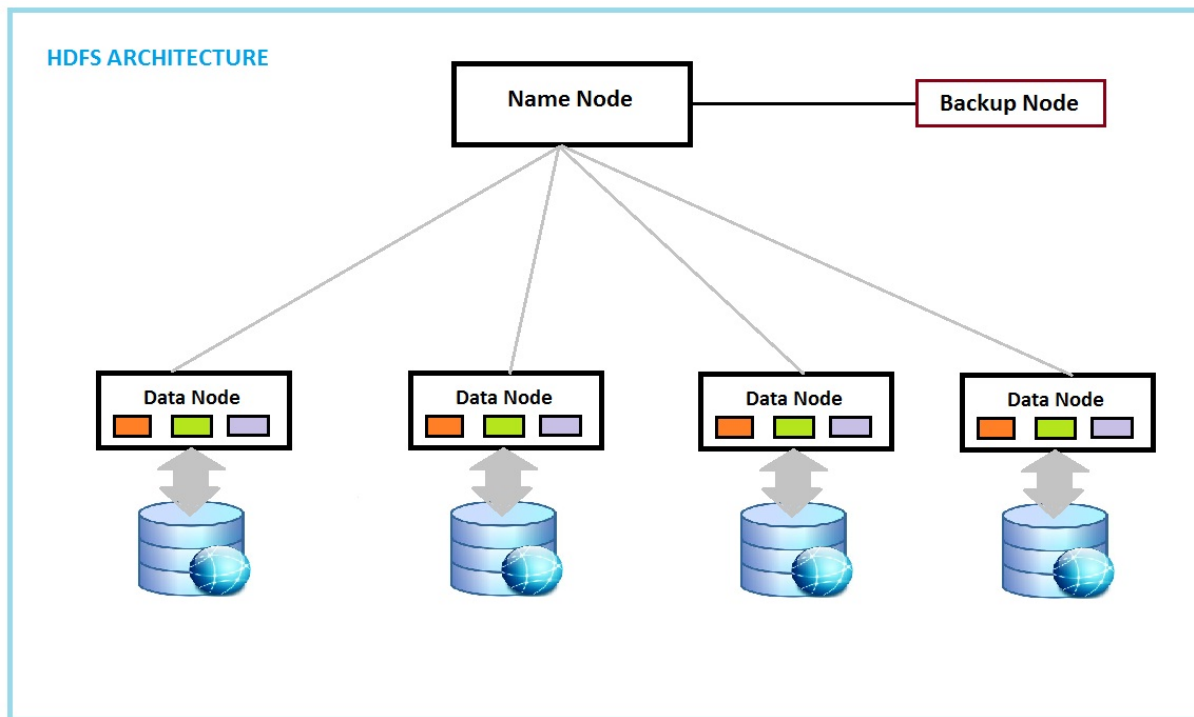 HDFS ARCHITECTURE
Name Node
Backup Node
Data Node
Data Node
Data Node
Data Node